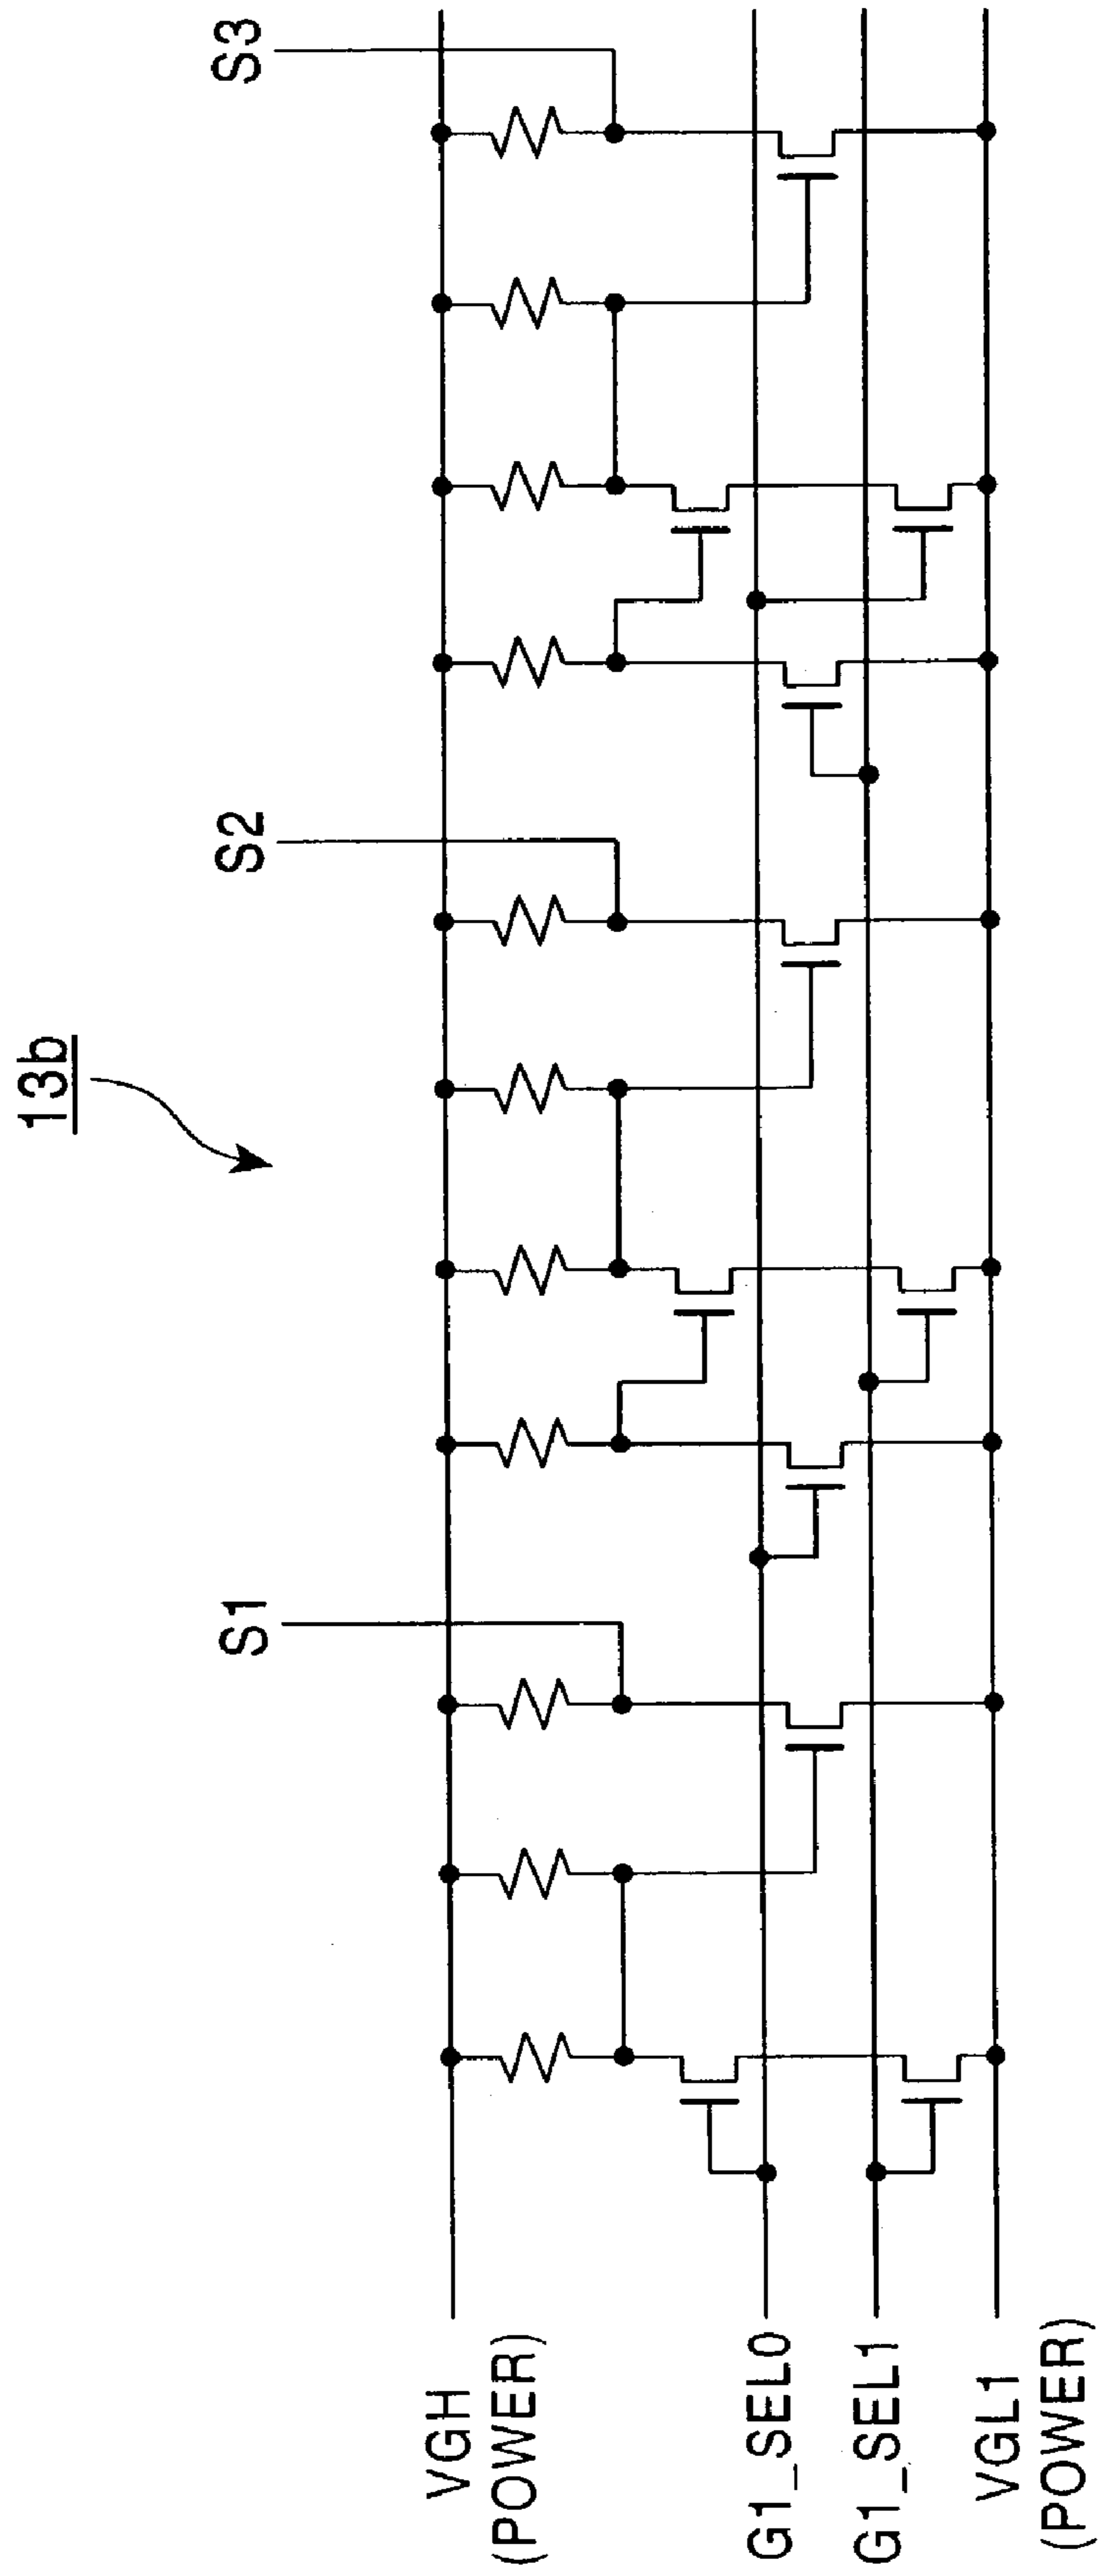 13b
S1
S2
S3
VGH
(POWER)
G1_SEL0
G1_SEL1
VGL1
(POWER)